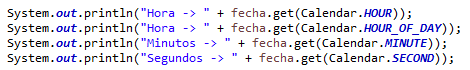 System.out.println("Hora -> " + fecha.get(Calendar.HOUR));
System.out.println("Hora -> " + fecha.get(Calendar.HOUR_OF_DAY));
System.out.println("Minutos -> " + fecha.get(Calendar.MINUTE));
System.out.println("Segundos -> " + fecha.get(Calendar.SECOND));